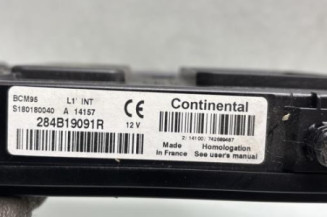 BCM95 L1' INT
S180180040 A 14157
284B19091R 12 V
CE
Continental
Made in France
Homologation See user's manual